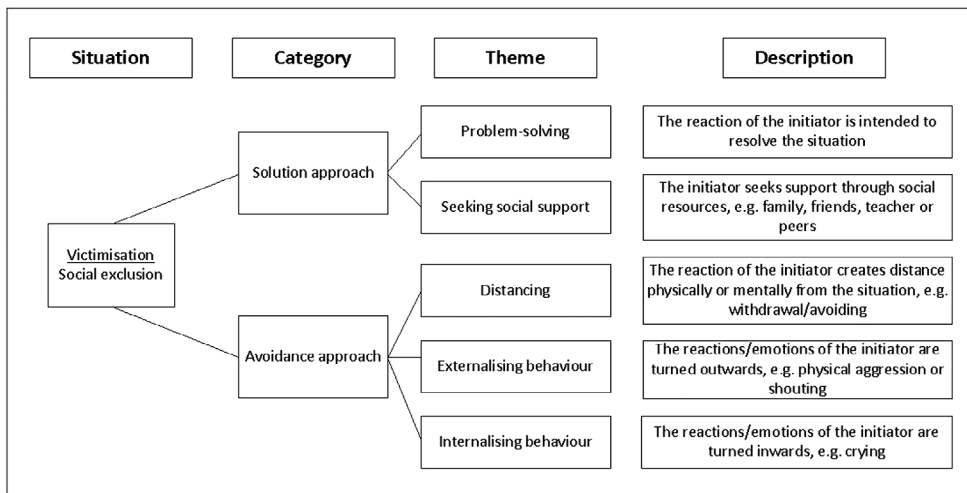 Situation
Category
Theme
Description
Problem-solving
The reaction of the initiator is intended to
resolve the situation
Solution approach
Seeking social support
The initiator seeks support through social
resources, e.g. family, friends, teacher or
peers
Victimisation
Social exclusion
Distancing
The reaction of the initiator creates distance
physically or mentally from the situation, e.g.
withdrawal/avoiding
Avoidance approach
Externalising behaviour
The reactions/emotions of the initiator are
turned outwards, e.g. physical aggression or
shouting
Internalising behaviour
The reactions/emotions of the initiator are
turned inwards, e.g. crying